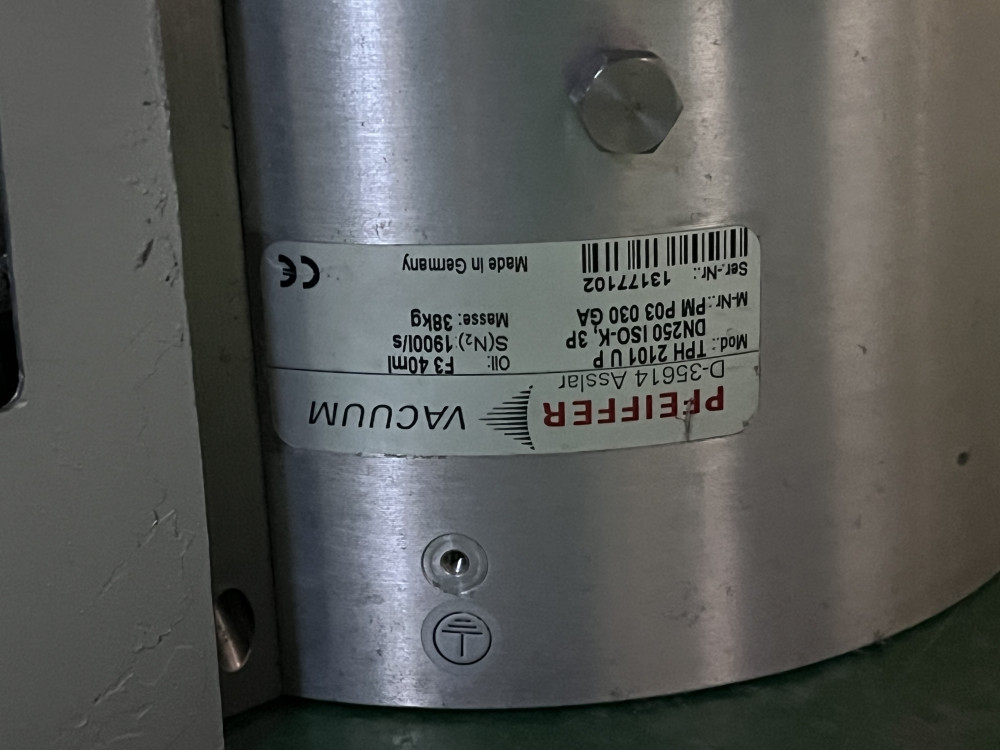 PFEIFFER VACUUM
D-35614 Asslar
Mod.: TPH 2101 U P
DN250 ISO-K, 3P
M-Nr.: PM P03 030 GA
Ser.-Nr.: 13177102
Oil: F3 40ml
S(N₂): 1900l/s
Masse: 38kg
Made in Germany
CE